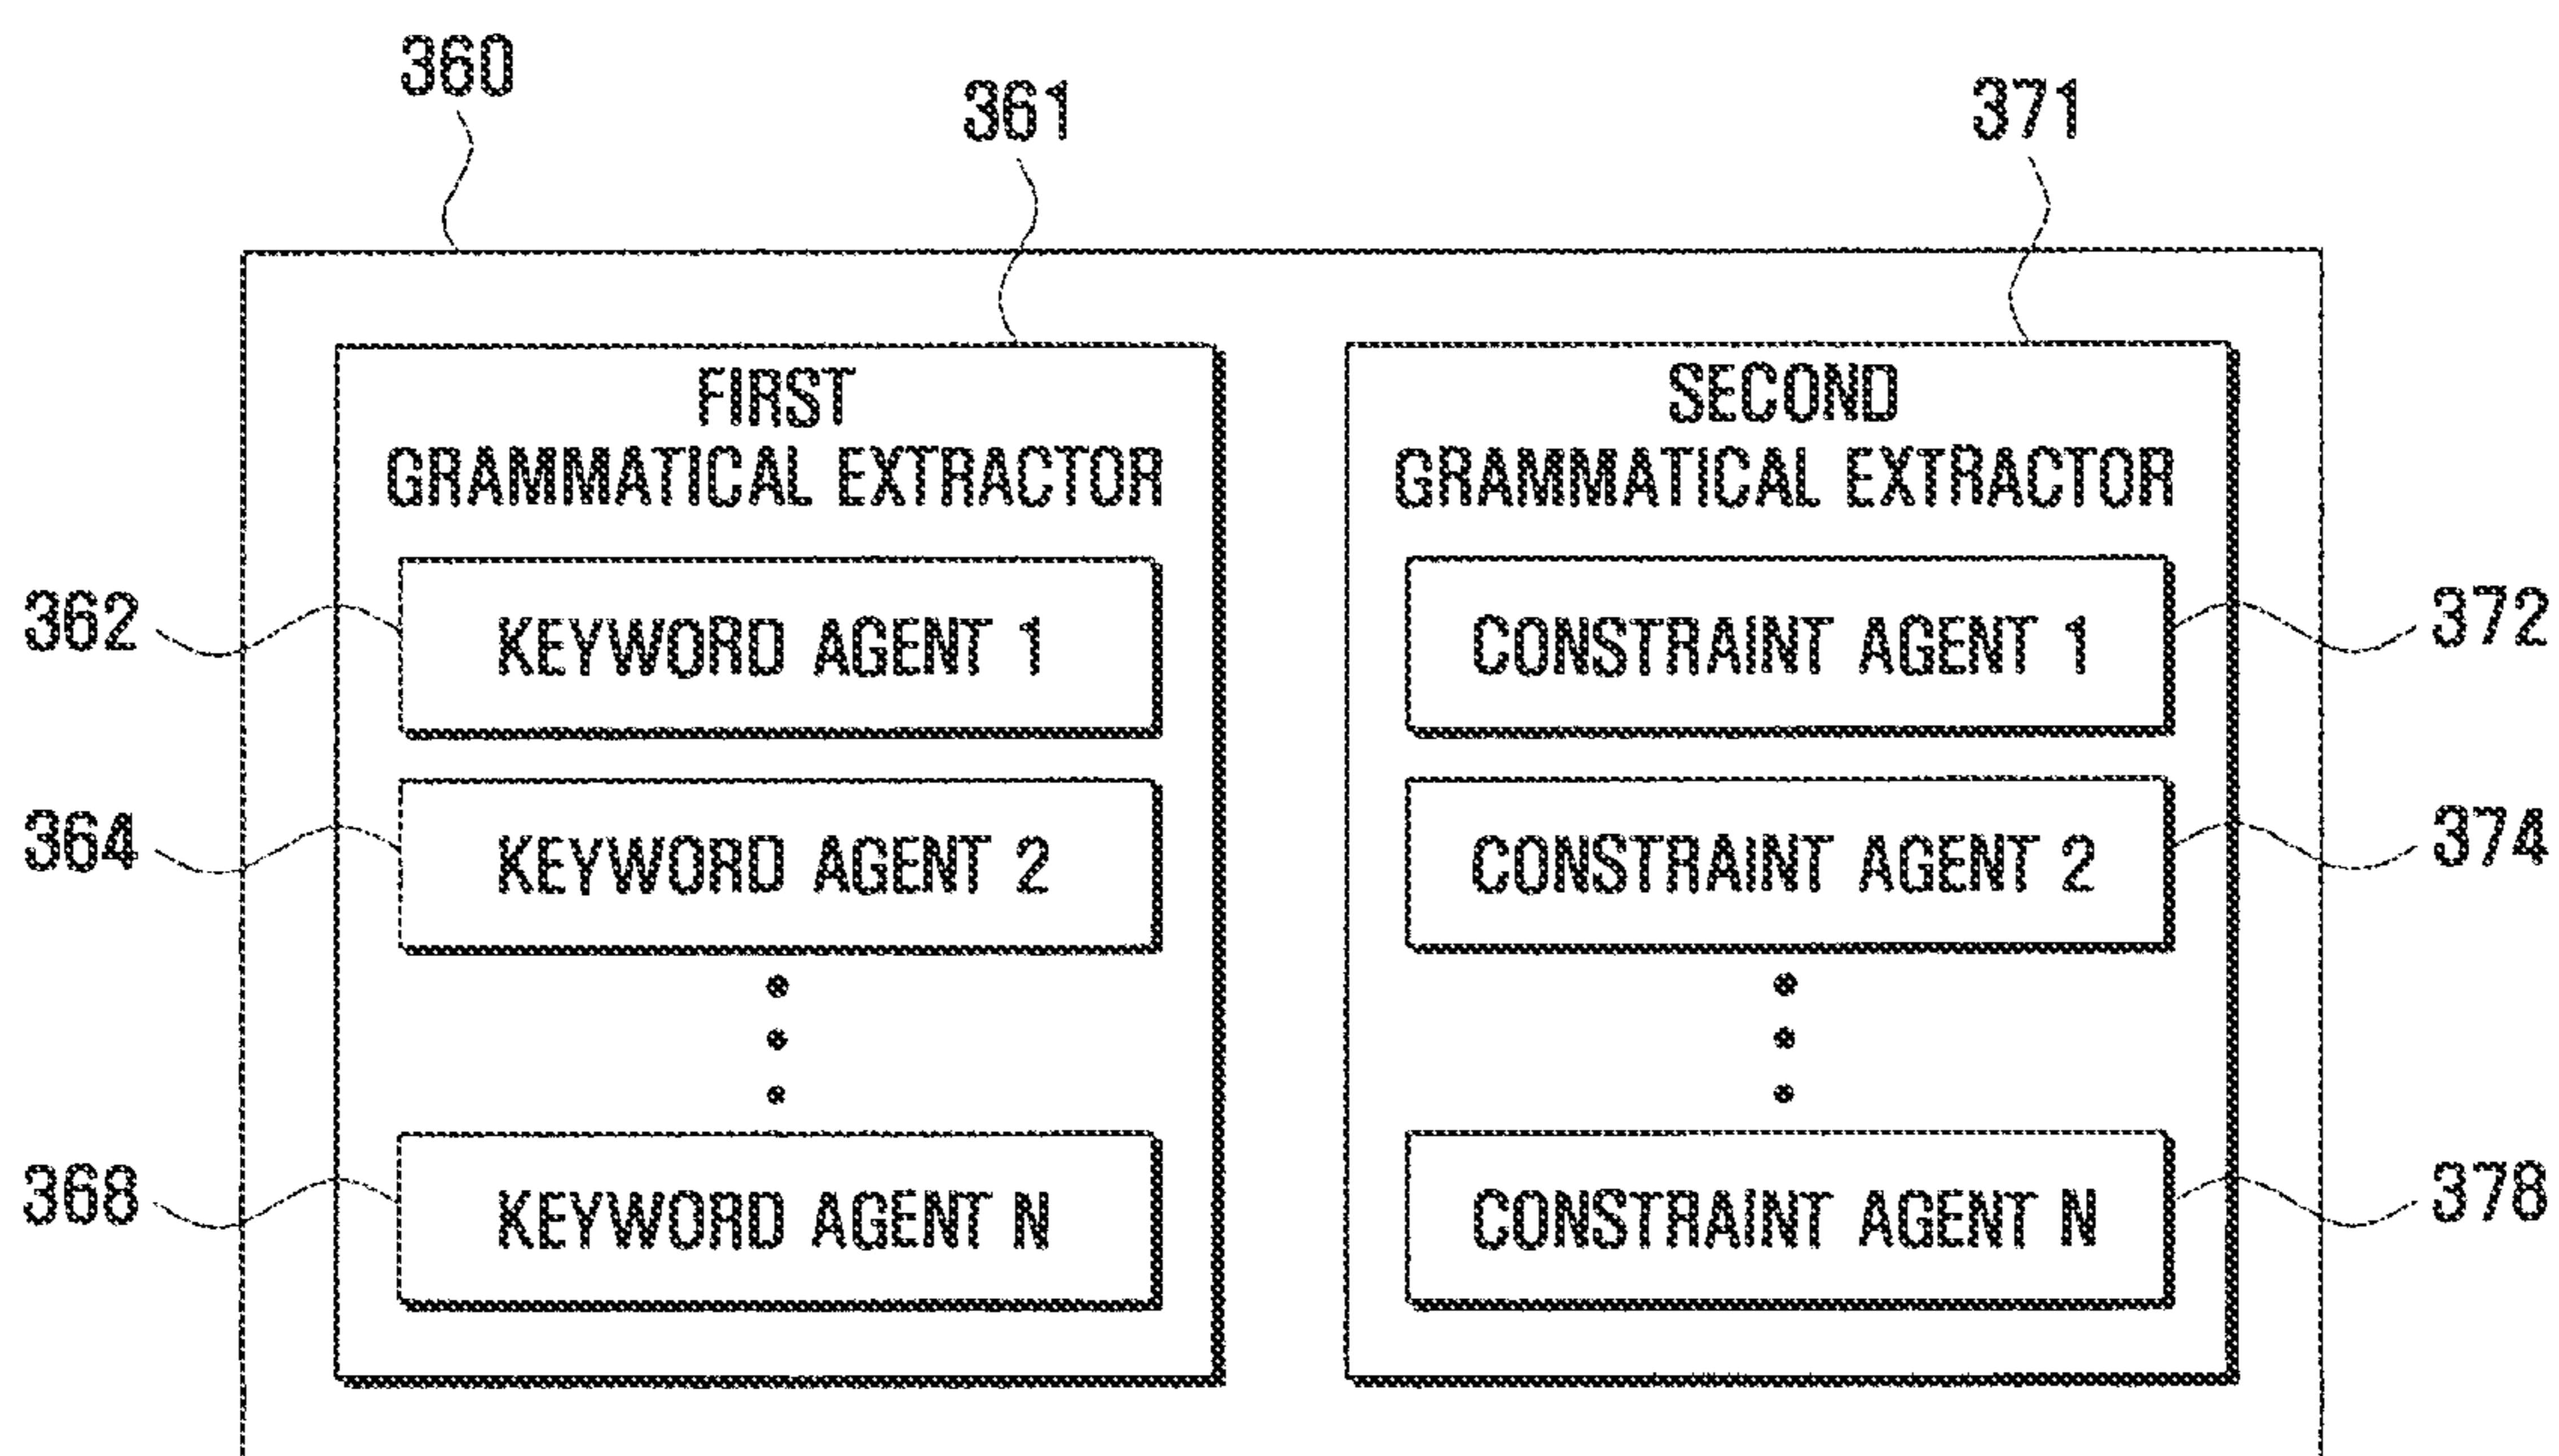 360
361
371
FIRST
GRAMMATICAL EXTRACTOR
SECOND
GRAMMATICAL EXTRACTOR
362
KEYWORD AGENT 1
CONSTRAINT AGENT 1
372
364
KEYWORD AGENT 2
CONSTRAINT AGENT 2
374
368
KEYWORD AGENT N
CONSTRAINT AGENT N
378